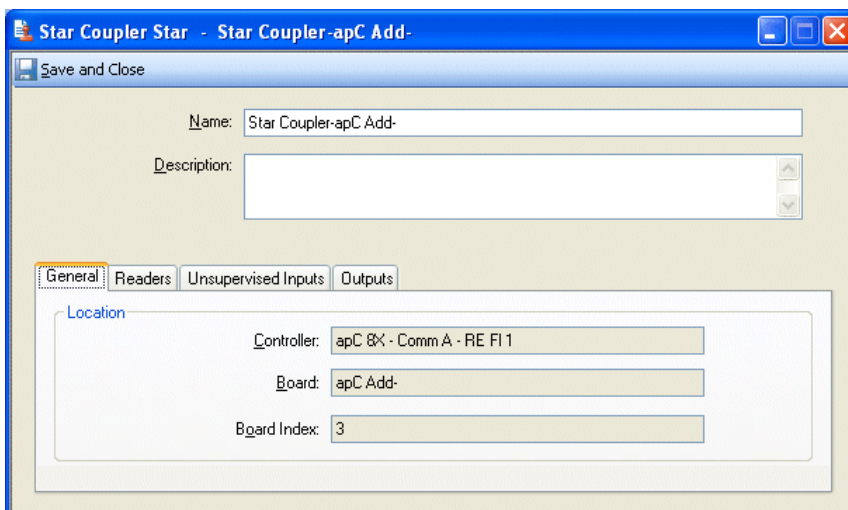 Star Coupler Star - Star Coupler-apC Add-
Save and Close
Name: Star Coupler-apC Add-
Description:
General Readers Unsupervised Inputs Outputs
Location
Controller: apC 8X - Comm A - RE FI 1
Board: apC Add-
Board Index: 3